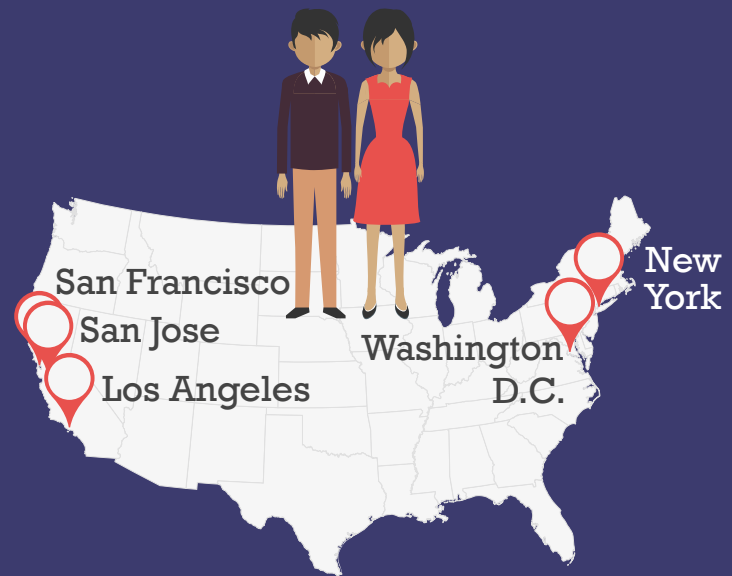 San Francisco
San Jose
Los Angeles
New
York
Washington
D.C.